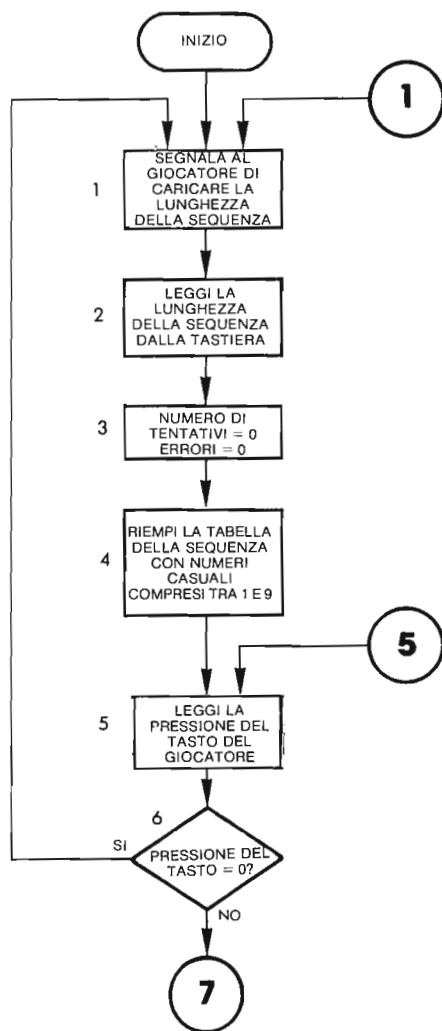 INIZIO
1
1
SEGNALA AL
GIOCATORE DI
CARICARE LA
LUNGHEZZA
DELLA SEQUENZA
2
LEGGI LA
LUNGHEZZA
DELLA SEQUENZA
DALLA TASTIERA
3
NUMERO DI
TENTATIVI = 0
ERRORI = 0
4
RIEMPI LA TABELLA
DELLA SEQUENZA
CON NUMERI
CASUALI
COMPRESI TRA 1 E 9
5
5
LEGGI LA
PRESSIONE DEL
TASTO DEL
GIOCATORE
6
SI
PRESSIONE DEL
TASTO = 0?
NO
7